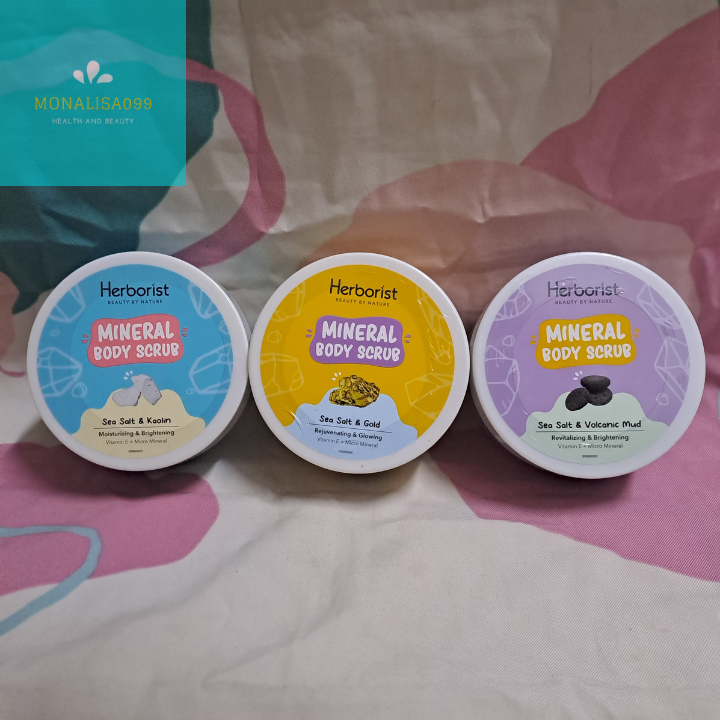 MONALISA099
HEALTH AND BEAUTY
Herborist
BEAUTY BY NATURE
MINERAL
BODY SCRUB
Sea Salt & Kaolin
Moisturizing & Brightening
Vitamin E + Micro Mineral
Herborist
BEAUTY BY NATURE
MINERAL
BODY SCRUB
Sea Salt & Gold
Rejuvenating & Glowing
Vitamin E + Micro Mineral
Herborist
BEAUTY BY NATURE
MINERAL
BODY SCRUB
Sea Salt & Volcanic Mud
Revitalizing & Brightening
Vitamin E + Micro Mineral